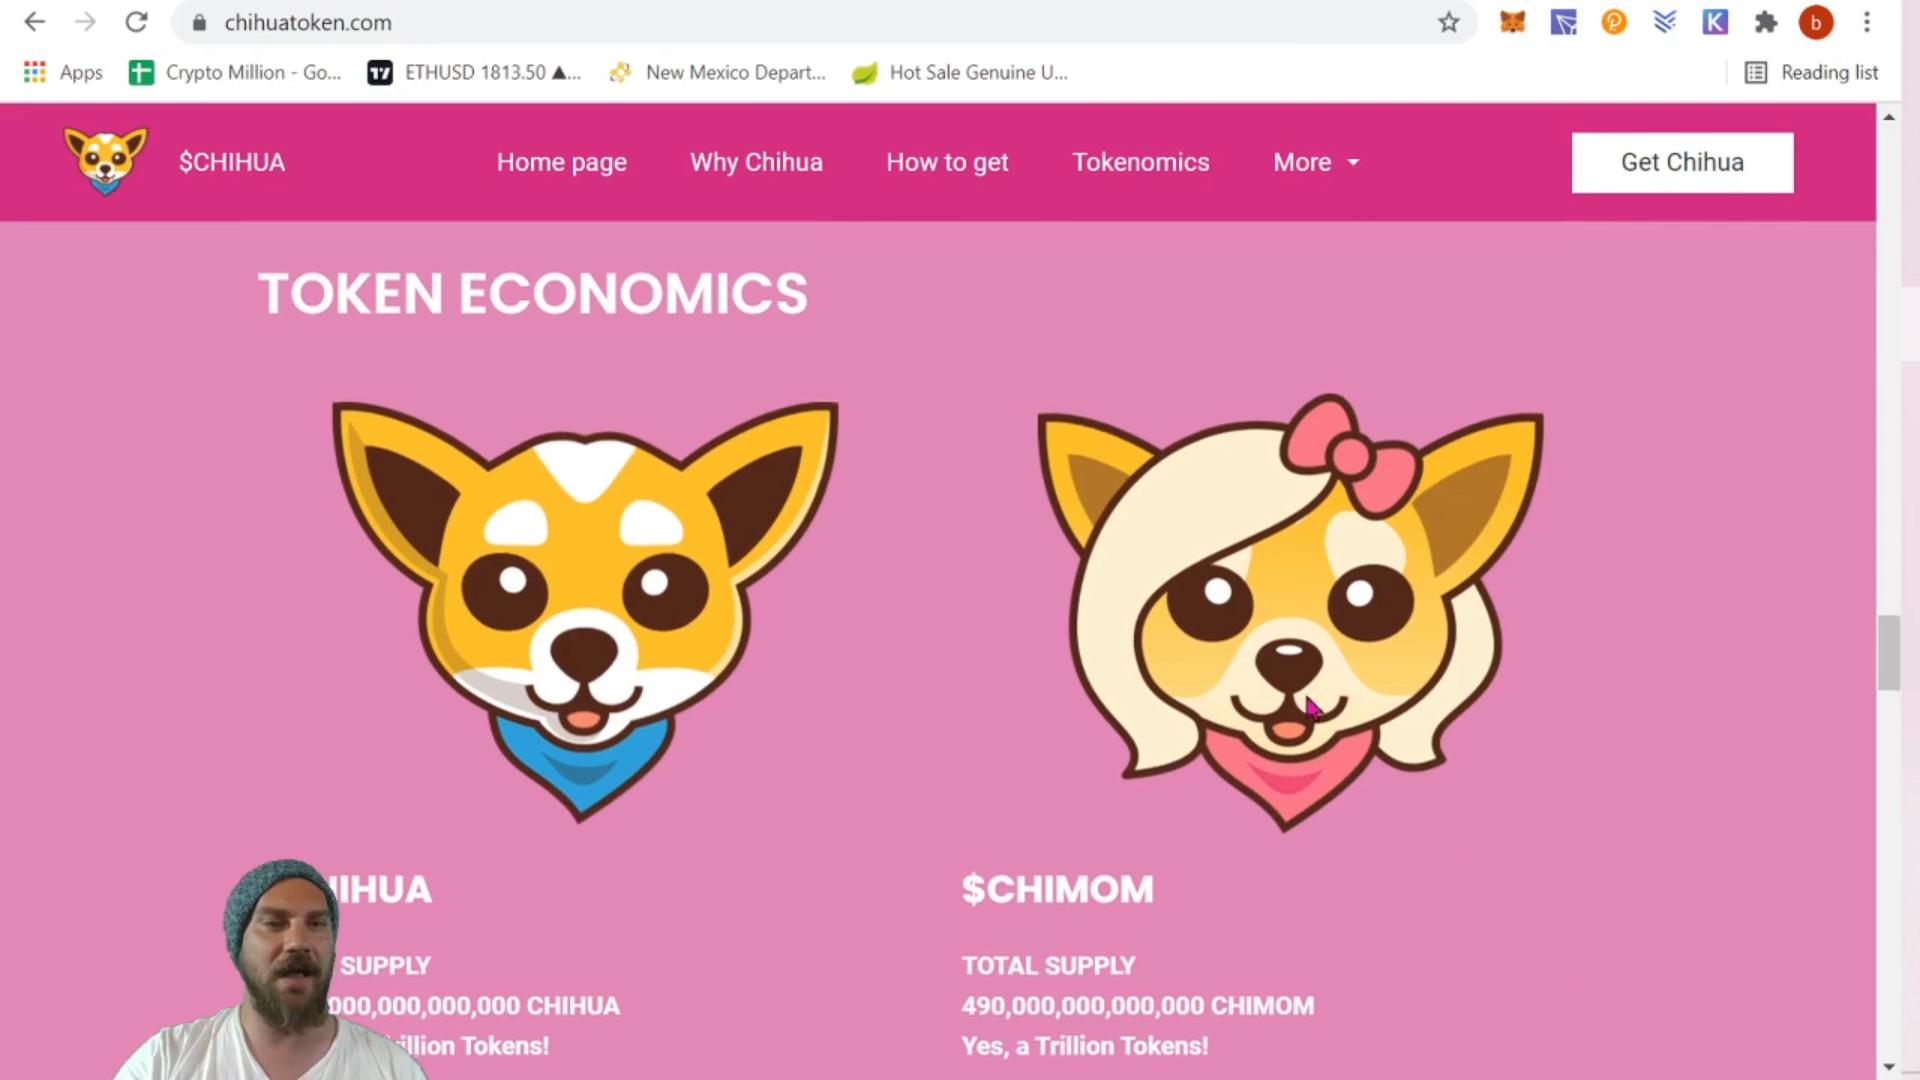 chihuatoken.com
b
Apps
Crypto Million - Go...
ETHUSD 1813.50 ▲...
New Mexico Depart...
Hot Sale Genuine U...
Reading list
$CHIHUA
Home page
Why Chihua
How to get
Tokenomics
More
Get Chihua
TOKEN ECONOMICS
HIHUA
SUPPLY
000,000,000,000 CHIHUA
illion Tokens!
$CHIMOM
TOTAL SUPPLY
490,000,000,000,000 CHIMOM
Yes, a Trillion Tokens!